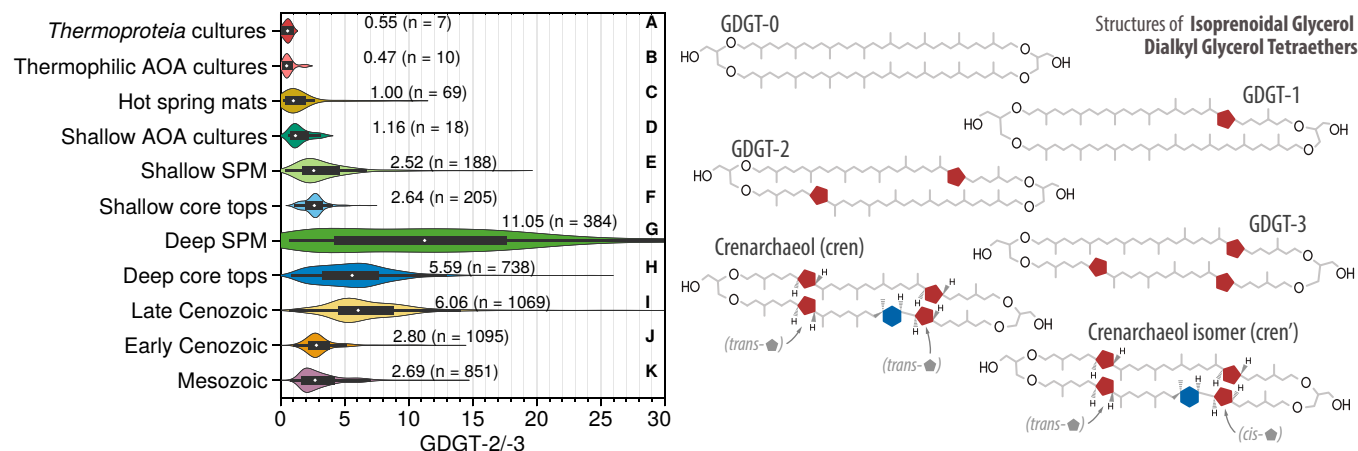 Thermoproteia cultures
0.55 (n = 7)
A
Thermophilic AOA cultures
0.47 (n = 10)
B
Hot spring mats
1.00 (n = 69)
C
Shallow AOA cultures
1.16 (n = 18)
D
Shallow SPM
2.52 (n = 188)
E
Shallow core tops
2.64 (n = 205)
F
Deep SPM
11.05 (n = 384)
G
Deep core tops
5.59 (n = 738)
H
Late Cenozoic
6.06 (n = 1069)
I
Early Cenozoic
2.80 (n = 1095)
J
Mesozoic
2.69 (n = 851)
K
0 5 10 15 20 25 30
GDGT-2/-3
Structures of Isoprenoidal Glycerol
Dialkyl Glycerol Tetraethers
GDGT-0
HO O O O O OH
GDGT-1
HO O O O O OH
GDGT-2
HO O O O O OH
GDGT-3
HO O O O O OH
Crenarchaeol (cren)
HO O O O O OH
H H H H H H H H
(trans-)
(trans-)
Crenarchaeol isomer (cren')
HO O O O O OH
H H H H H H H H
(trans-)
(cis-)